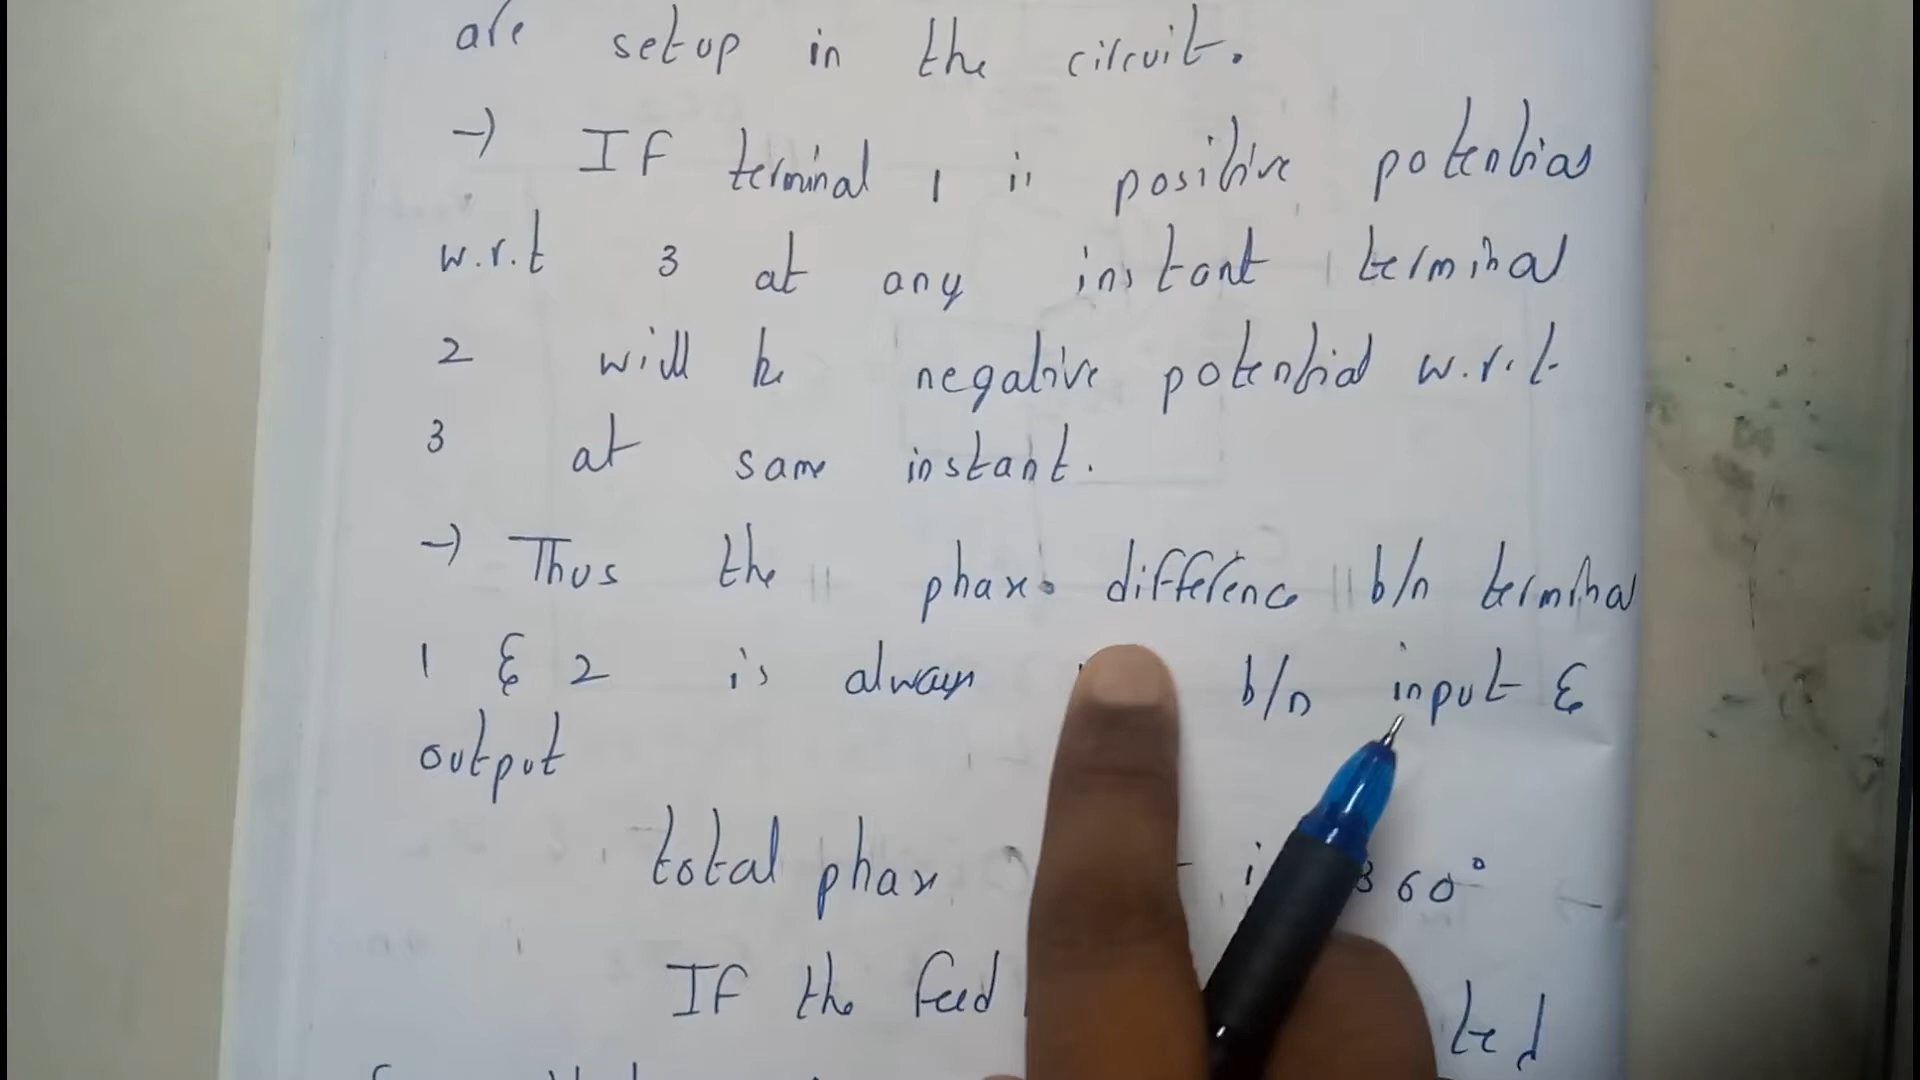 are setup in the circuit.
→ If terminal 1 is positive potential
w.r.t 3 at any instant terminal
2 will be negative potential w.r.t
3 at same instant.
→ Thus the phase difference b/n terminal
1 & 2 is always b/n input &
output
total phase is 360°
If the feed ted